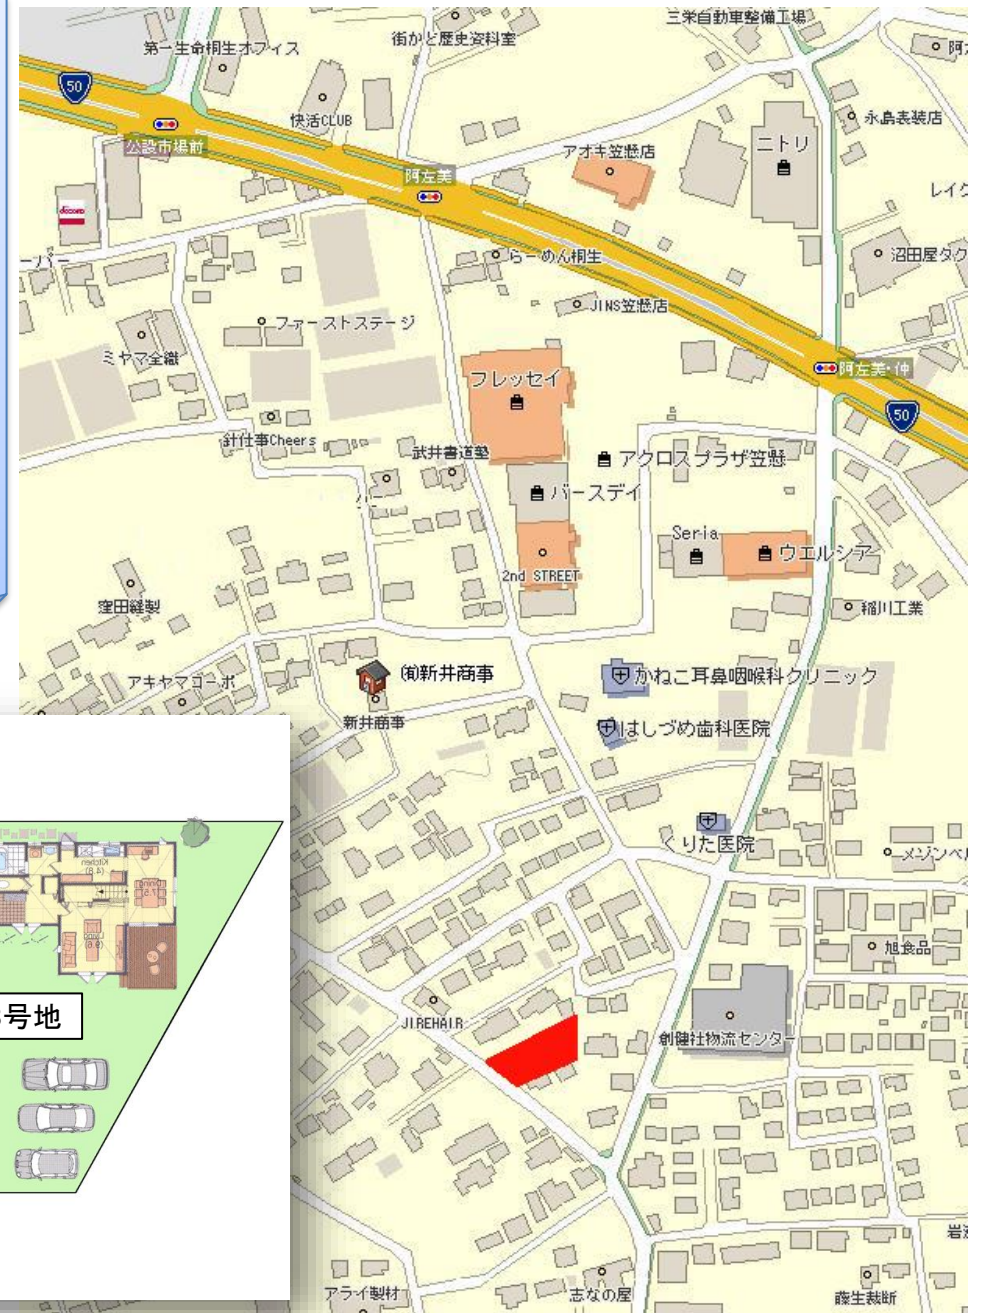 三栄自動車整備工場
街かど歴史資料室
第一生命桐生オフィス
50
快活CLUB
永島表装店
ニトリ
アオキ笠懸店
公設市場前
阿左美
沼田屋タク
らーめん桐生
JINS笠懸店
ファーストステージ
ミヤマ全織
フレッセイ
阿左美・仲
50
針仕事Cheers
武井書道塾
アクロスプラザ笠懸
バースデイ
Seria
ウエルシア
2nd STREET
窪田縫製
稲川工業
㈲新井商事
かねこ耳鼻咽喉科クリニック
アキヤマコーポ
新井商事
はしづめ歯科医院
くりた医院
メゾンベル
旭食品
号地
JIREHAIR
創健社物流センター
アライ製材
志なの屋
藤生裁断